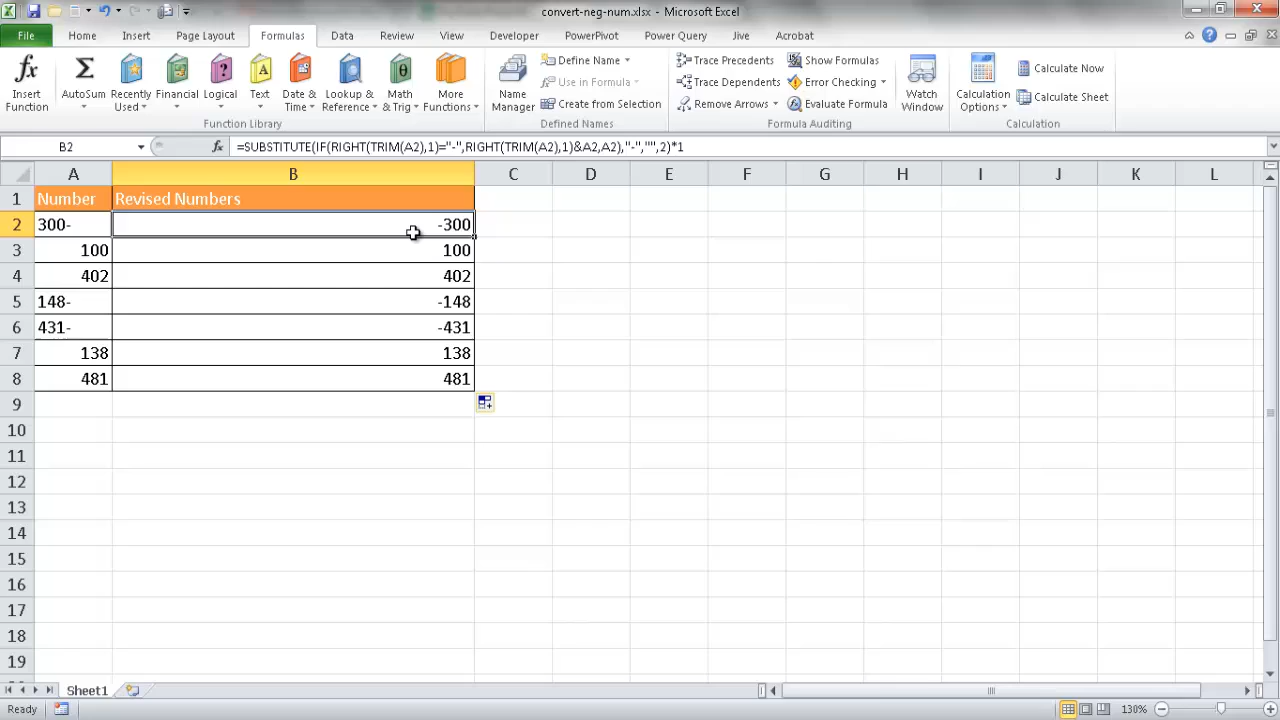 convert-neg-num.xlsx - Microsoft Excel
File Home Insert Page Layout Formulas Data Review View Developer PowerPivot Power Query Jive Acrobat
fx Σ ? A θ
Insert Function
AutoSum
Recently Used
Financial
Logical
Text
Date & Time
Lookup & Reference
Math & Trig
More Functions
Function Library
Name Manager
Define Name
Use in Formula
Create from Selection
Defined Names
Trace Precedents
Trace Dependents
Remove Arrows
Show Formulas
Error Checking
Evaluate Formula
Formula Auditing
Watch Window
Calculation Options
Calculate Now
Calculate Sheet
Calculation
B2 fx =SUBSTITUTE(IF(RIGHT(TRIM(A2),1)="-",RIGHT(TRIM(A2),1)&A2,A2),"-","",2)*1
A B C D E F G H I J K L
1 Number Revised Numbers
2 300- -300
3 100 100
4 402 402
5 148- -148
6 431- -431
7 138 138
8 481 481
9
10
11
12
13
14
15
16
17
18
19
Sheet1
Ready 130%